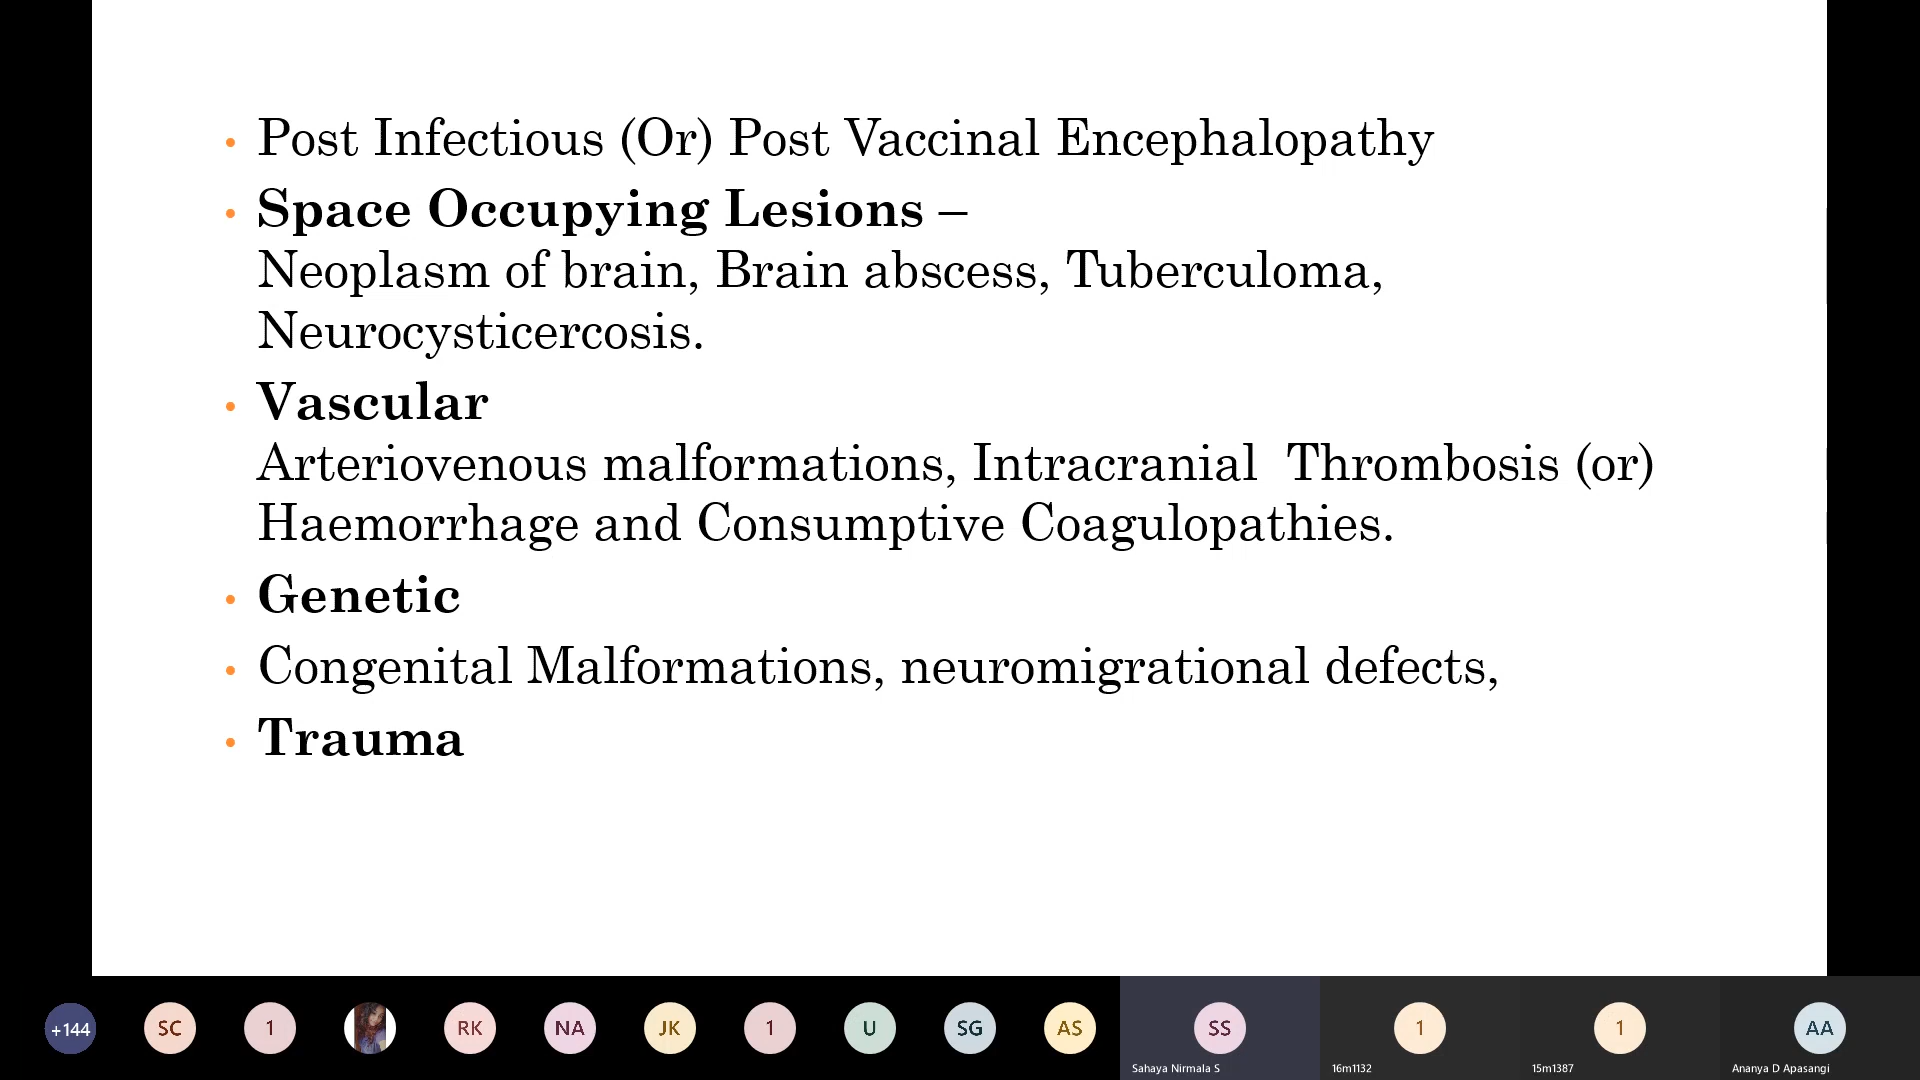 • Post Infectious (Or) Post Vaccinal Encephalopathy
• Space Occupying Lesions –
Neoplasm of brain, Brain abscess, Tuberculoma,
Neurocysticercosis.
• Vascular
Arteriovenous malformations, Intracranial  Thrombosis (or)
Haemorrhage and Consumptive Coagulopathies.
• Genetic
• Congenital Malformations, neuromigrational defects,
• Trauma
+144 SC 1 RK NA JK 1 U SG AS SS 1 1 AA
Sahaya Nirmala S 16m1132 15m1387 Ananya D Apasangi